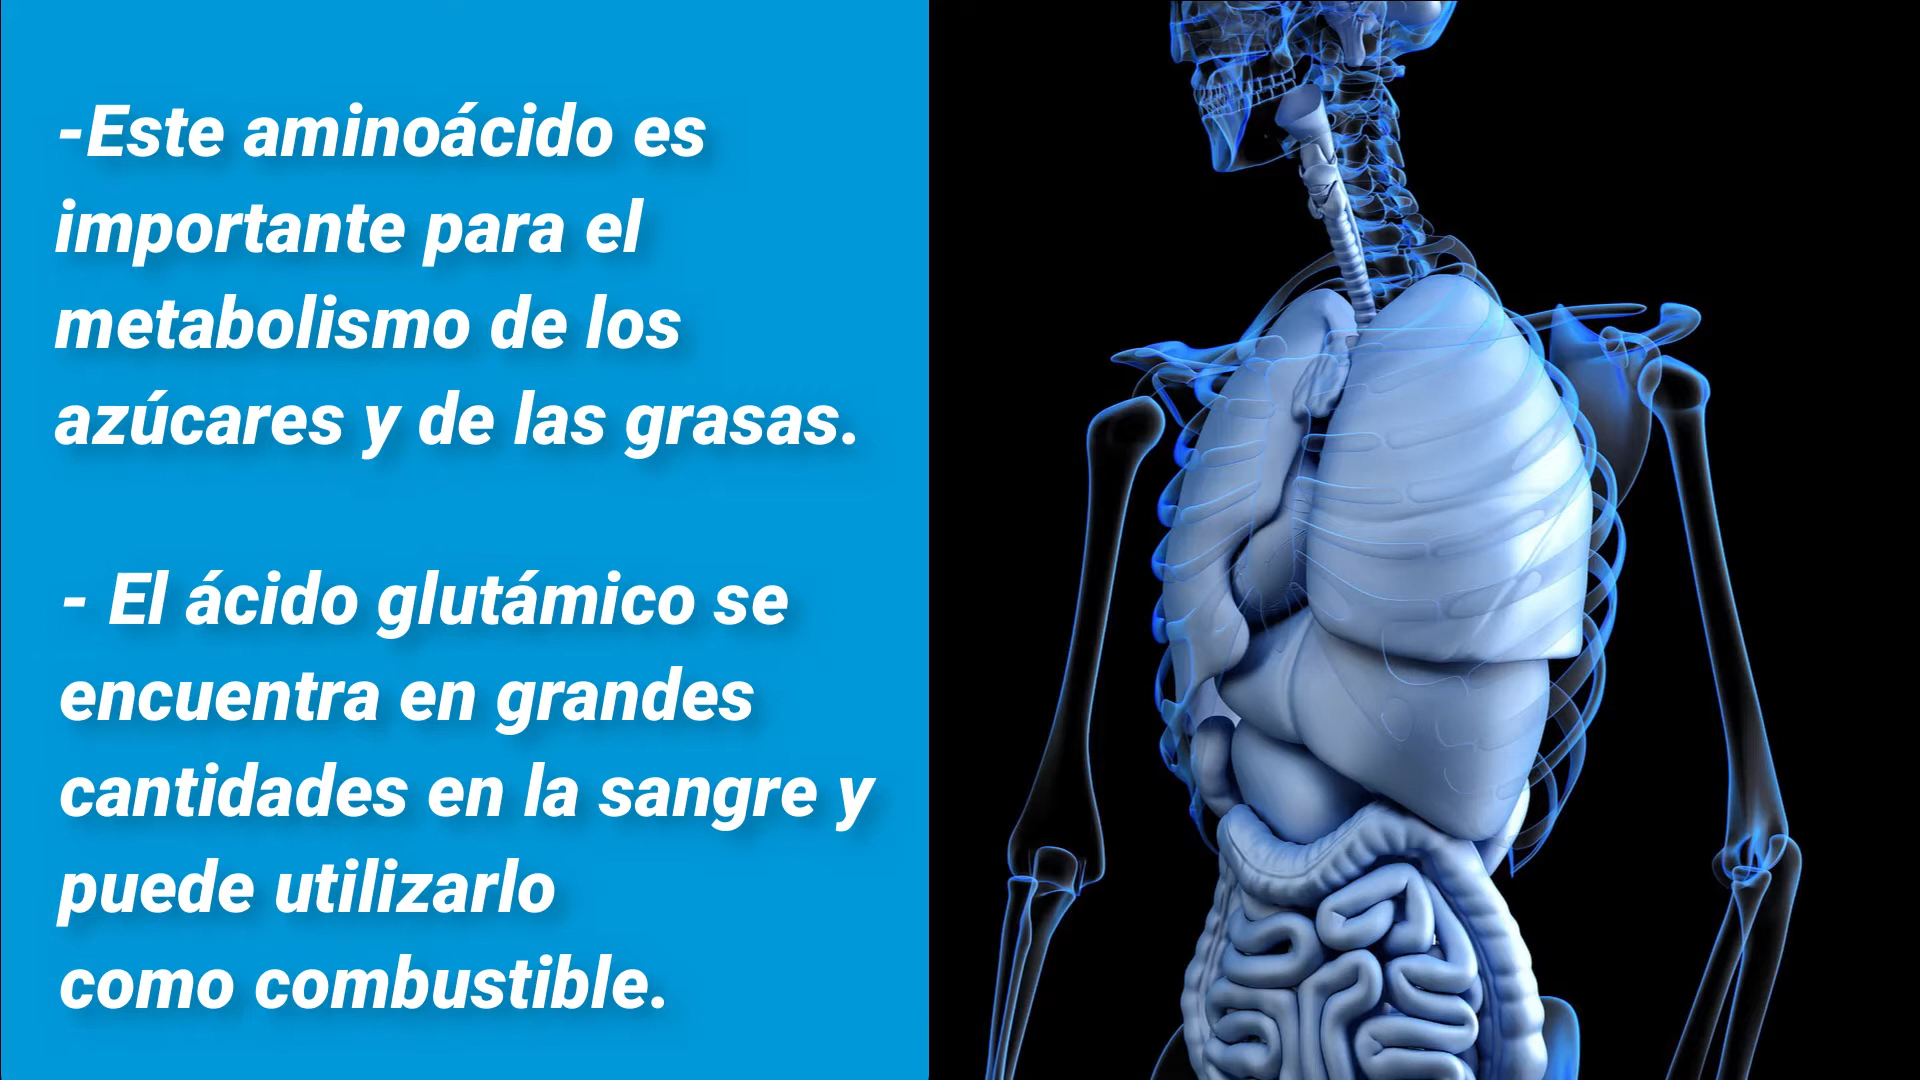 -Este aminoácido es
importante para el
metabolismo de los
azúcares y de las grasas.
- El ácido glutámico se
encuentra en grandes
cantidades en la sangre y
puede utilizarlo
como combustible.